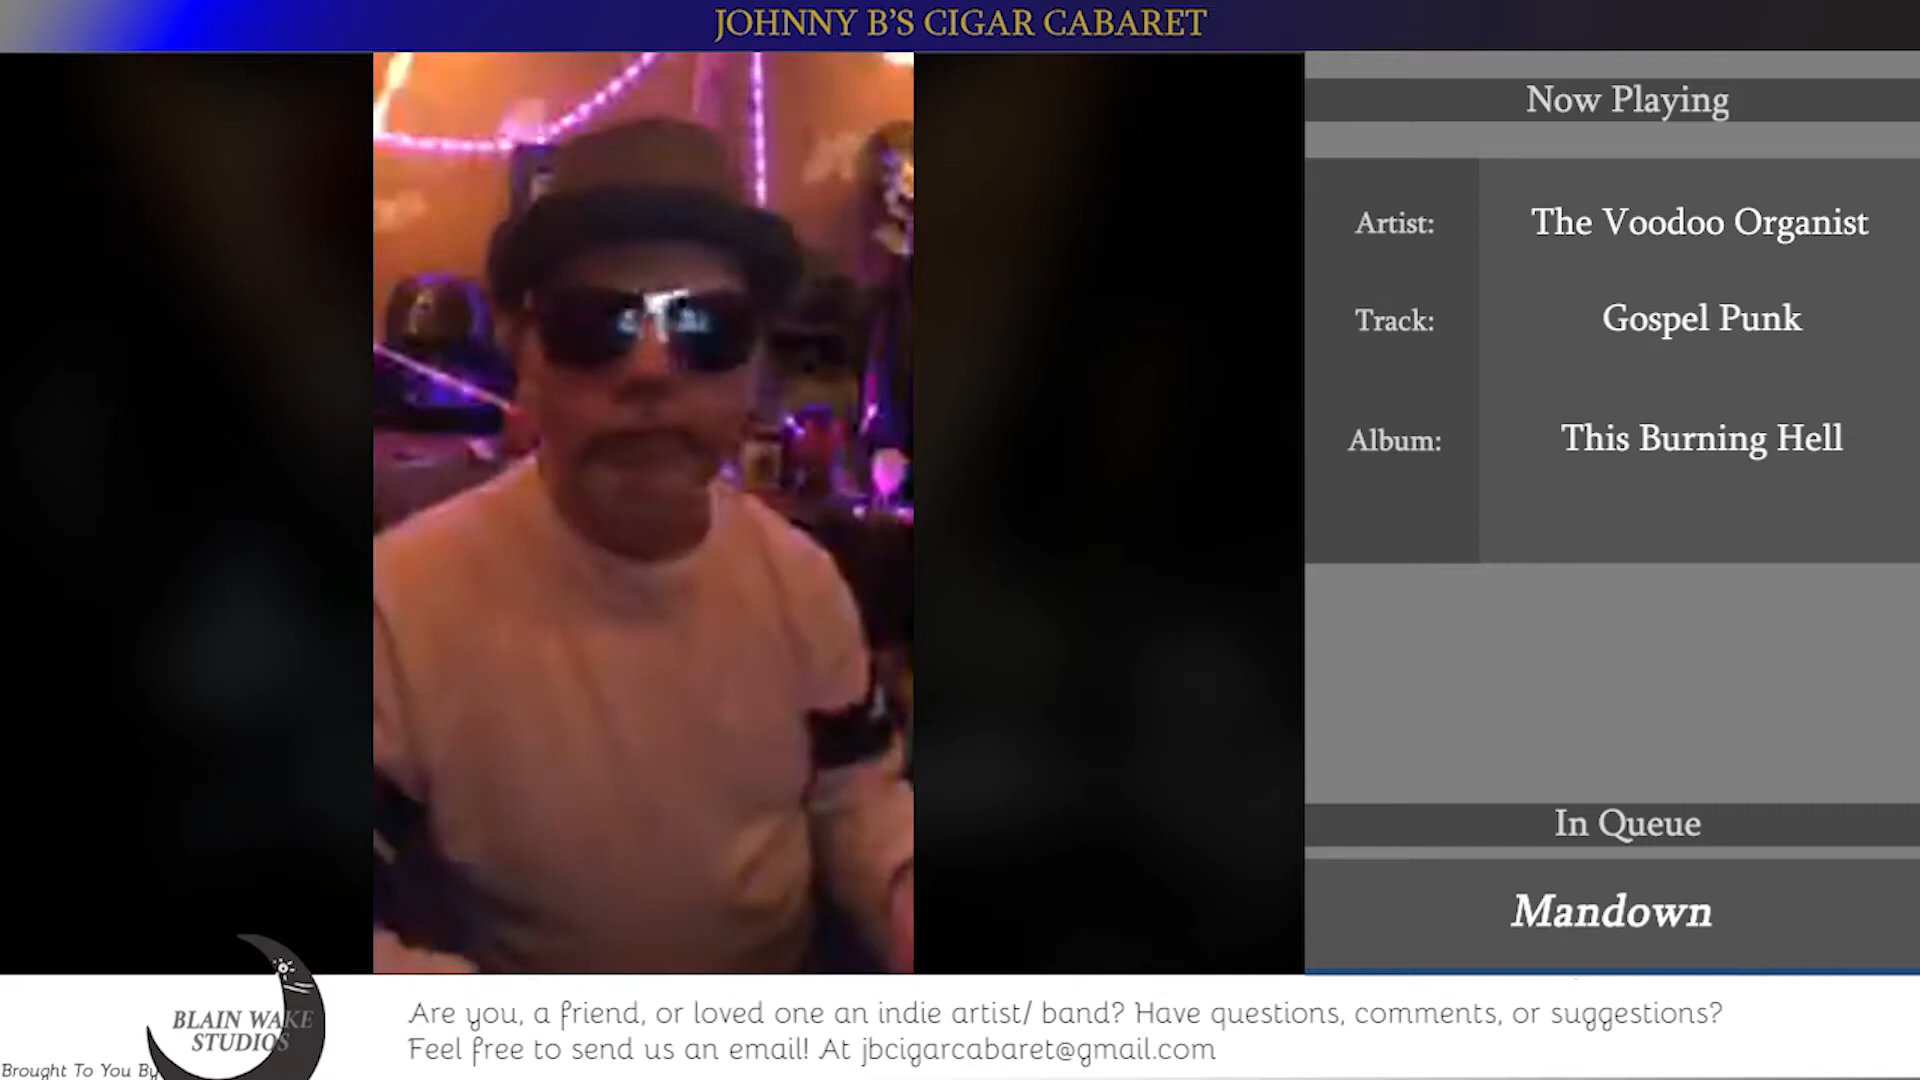 JOHNNY B'S CIGAR CABARET
Now Playing
Artist: The Voodoo Organist
Track: Gospel Punk
Album: This Burning Hell
In Queue
Mandown
BLAIN WAKE
STUDIOS
Brought To You By
Are you, a friend, or loved one an indie artist/ band? Have questions, comments, or suggestions?
Feel free to send us an email! At jbcigarcabaret@gmail.com